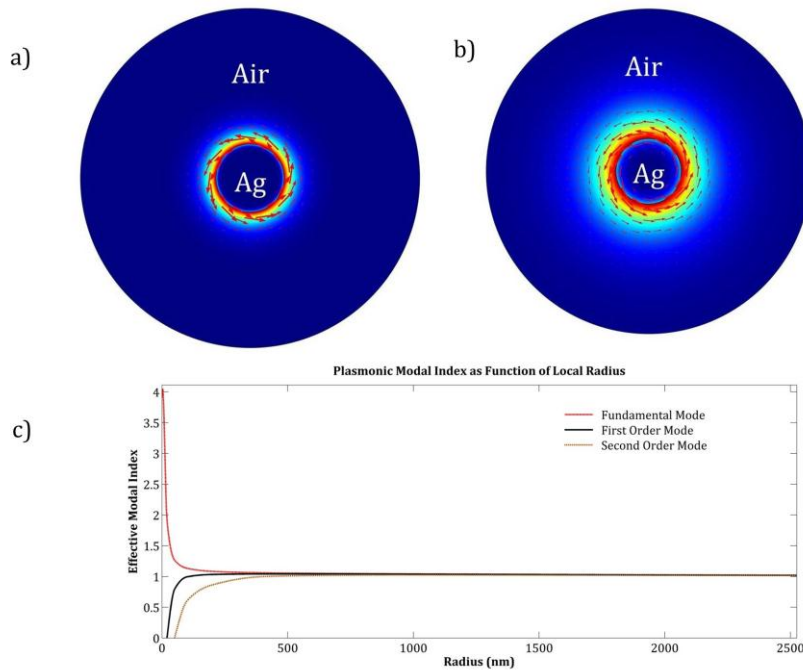 a)
Air
Ag
b)
Air
Ag
c)
Plasmonic Modal Index as Function of Local Radius
Effective Modal Index
4
3.5
3
2.5
2
1.5
1
0.5
0
Fundamental Mode
First Order Mode
Second Order Mode
500
1000
1500
2000
2500
Radius (nm)